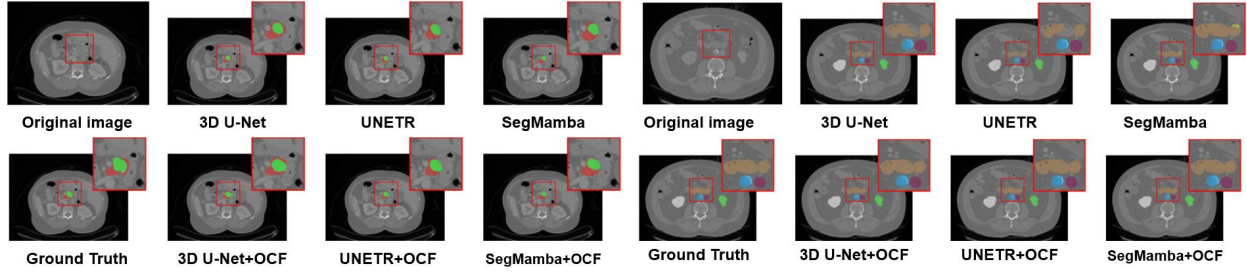 Original image 3D U-Net UNETR SegMamba Original image 3D U-Net UNETR SegMamba
Ground Truth 3D U-Net+OCF UNETR+OCF SegMamba+OCF Ground Truth 3D U-Net+OCF UNETR+OCF SegMamba+OCF